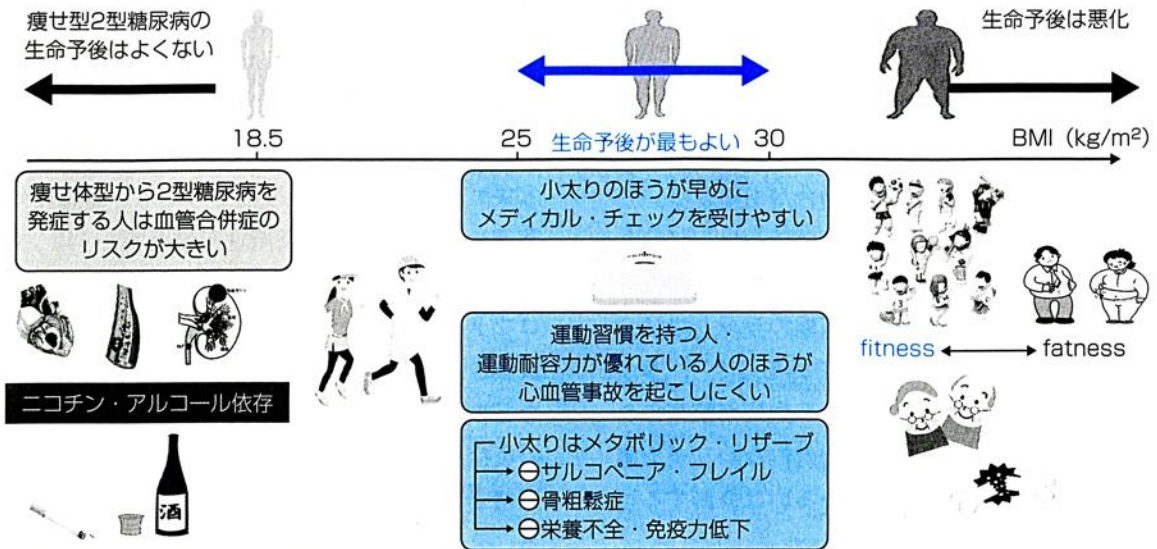 痩せ型2型糖尿病の
生命予後はよくない
生命予後は悪化
18.5
25
生命予後が最もよい
30
BMI（kg/m²）
痩せ体型から2型糖尿病を
発症する人は血管合併症の
リスクが大きい
小太りのほうが早めに
メディカル・チェックを受けやすい
運動習慣を持つ人・
運動耐容力が優れている人のほうが
心血管事故を起こしにくい
fitness
fatness
ニコチン・アルコール依存
酒
小太りはメタボリック・リザーブ
⊖サルコペニア・フレイル
⊖骨粗鬆症
⊖栄養不全・免疫力低下